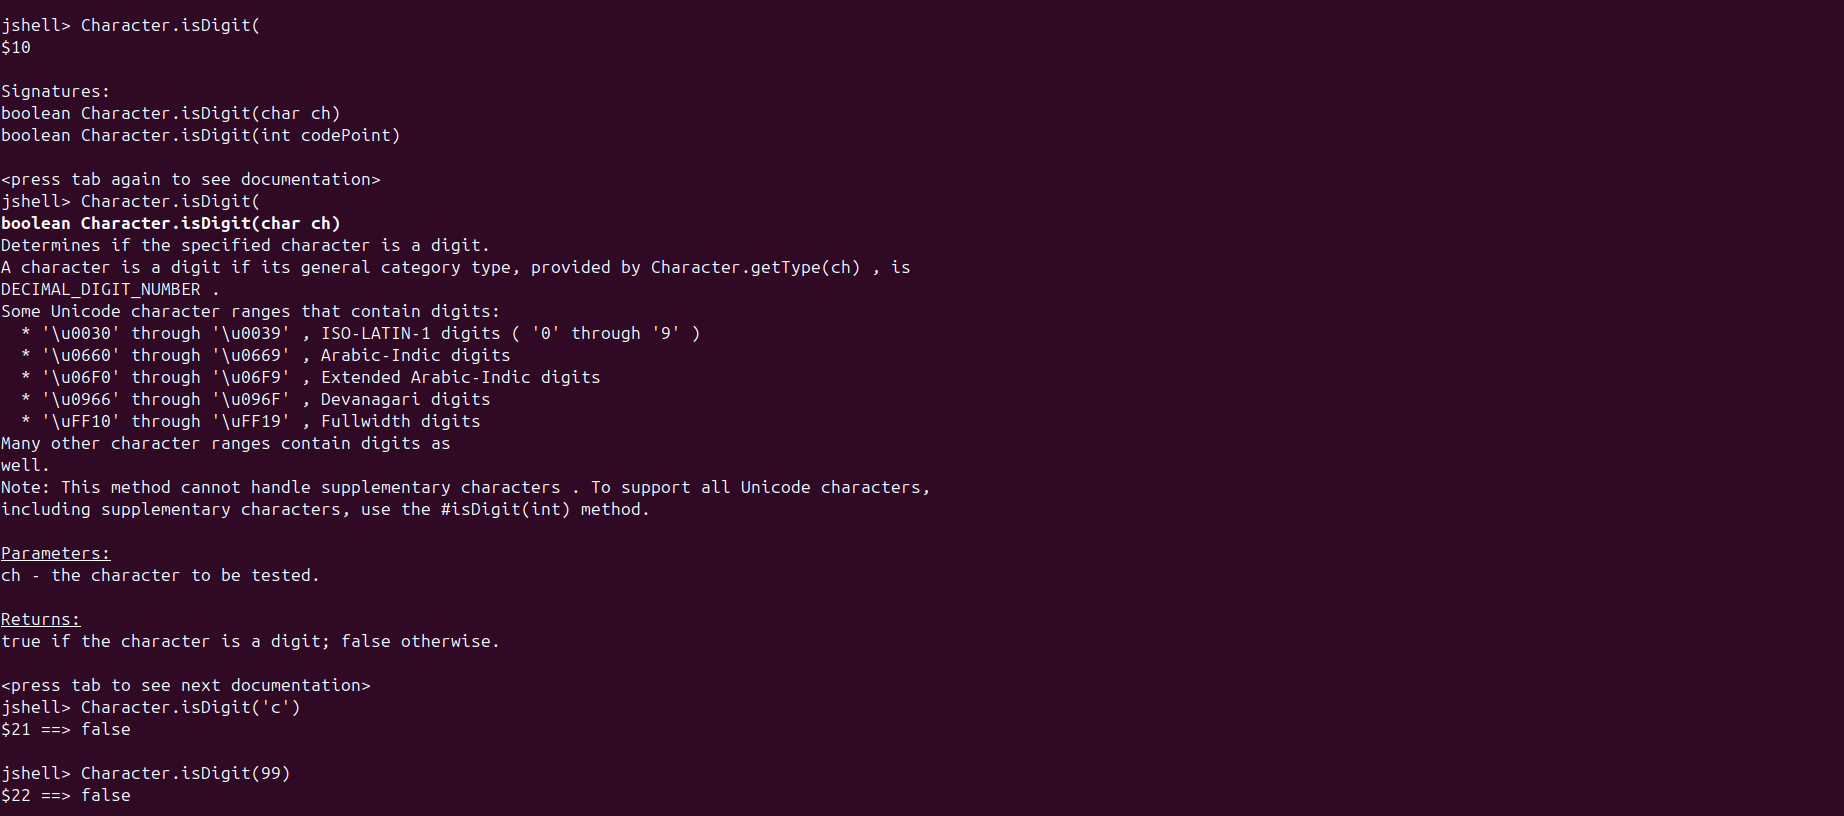 jshell> Character.isDigit(
$10
Signatures:
boolean Character.isDigit(char ch)
boolean Character.isDigit(int codePoint)
<press tab again to see documentation>
jshell> Character.isDigit(
boolean Character.isDigit(char ch)
Determines if the specified character is a digit.
A character is a digit if its general category type, provided by Character.getType(ch) , is
DECIMAL_DIGIT_NUMBER .
Some Unicode character ranges that contain digits:
  * '\u0030' through '\u0039' , ISO-LATIN-1 digits ( '0' through '9' )
  * '\u0660' through '\u0669' , Arabic-Indic digits
  * '\u06F0' through '\u06F9' , Extended Arabic-Indic digits
  * '\u0966' through '\u096F' , Devanagari digits
  * '\uFF10' through '\uFF19' , Fullwidth digits
Many other character ranges contain digits as
well.
Note: This method cannot handle supplementary characters . To support all Unicode characters,
including supplementary characters, use the #isDigit(int) method.
Parameters:
ch - the character to be tested.
Returns:
true if the character is a digit; false otherwise.
<press tab to see next documentation>
jshell> Character.isDigit('c')
$21 ==> false
jshell> Character.isDigit(99)
$22 ==> false